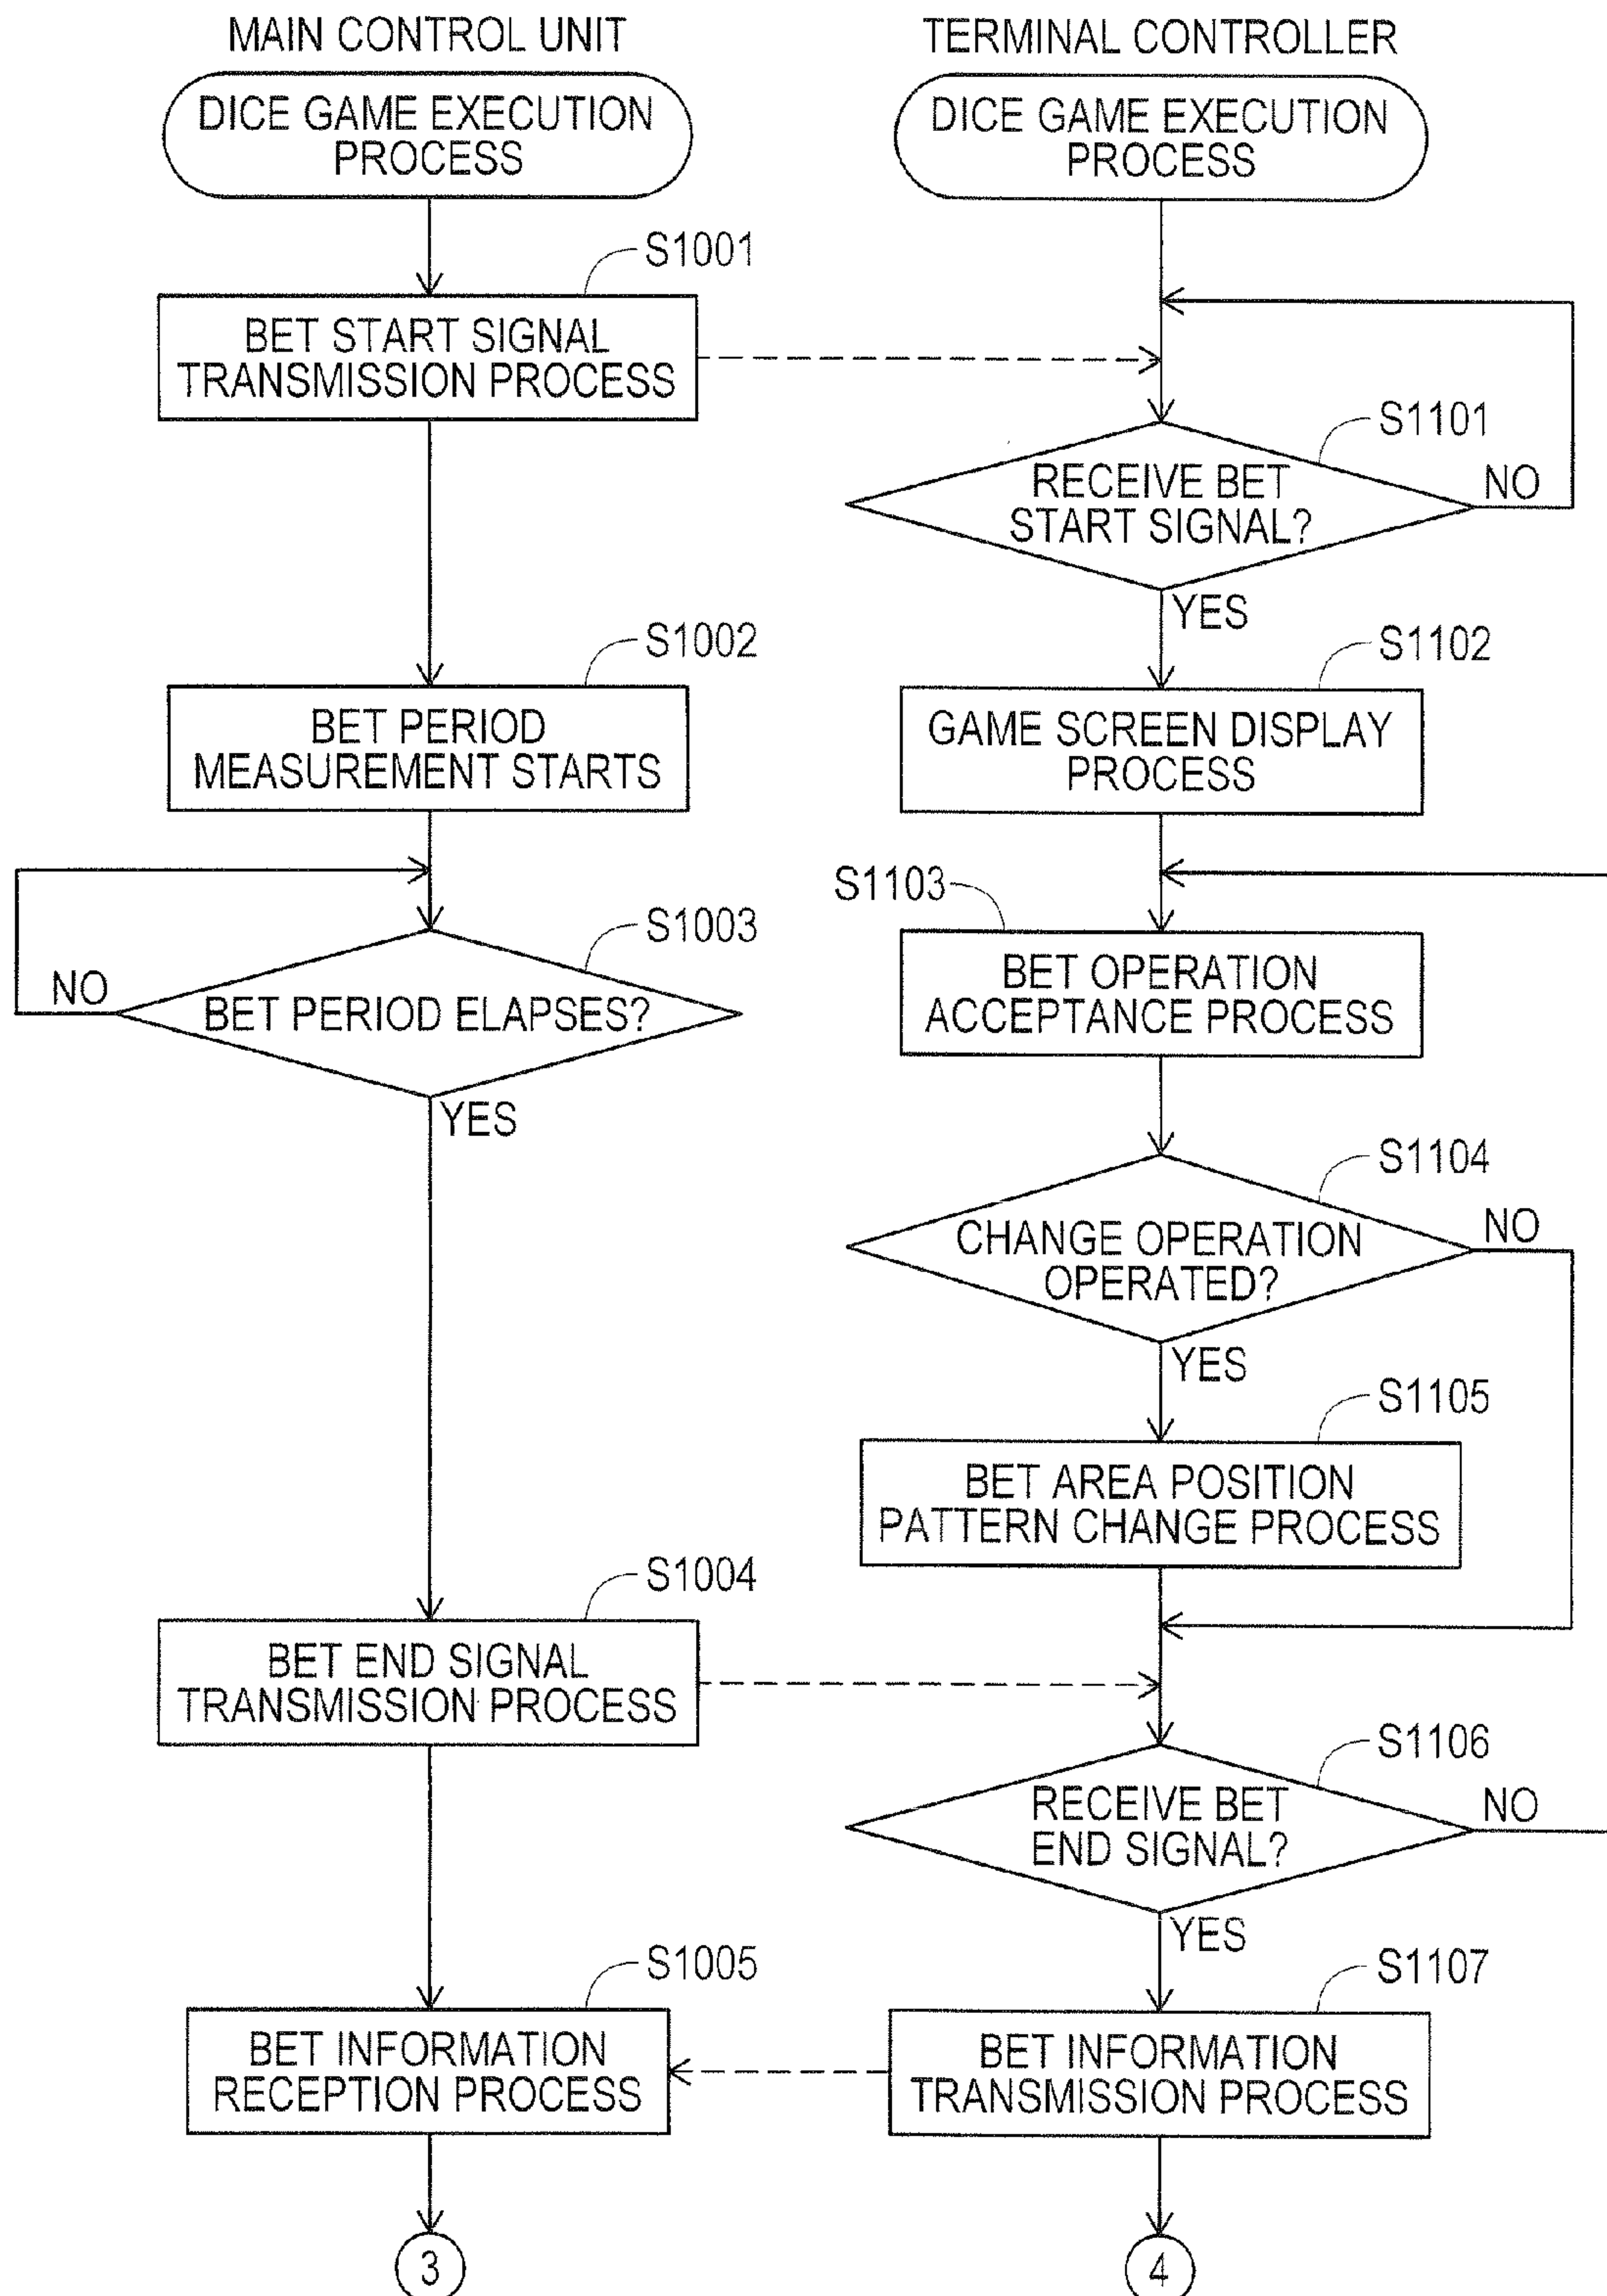 MAIN CONTROL UNIT
DICE GAME EXECUTION
PROCESS
S1001
BET START SIGNAL
TRANSMISSION PROCESS
S1002
BET PERIOD
MEASUREMENT STARTS
S1003
NO
BET PERIOD ELAPSES?
YES
S1004
BET END SIGNAL
TRANSMISSION PROCESS
S1005
BET INFORMATION
RECEPTION PROCESS
3
TERMINAL CONTROLLER
DICE GAME EXECUTION
PROCESS
S1101
RECEIVE BET
START SIGNAL?
NO
YES
S1102
GAME SCREEN DISPLAY
PROCESS
S1103
BET OPERATION
ACCEPTANCE PROCESS
S1104
CHANGE OPERATION
OPERATED?
NO
YES
S1105
BET AREA POSITION
PATTERN CHANGE PROCESS
S1106
RECEIVE BET
END SIGNAL?
NO
YES
S1107
BET INFORMATION
TRANSMISSION PROCESS
4